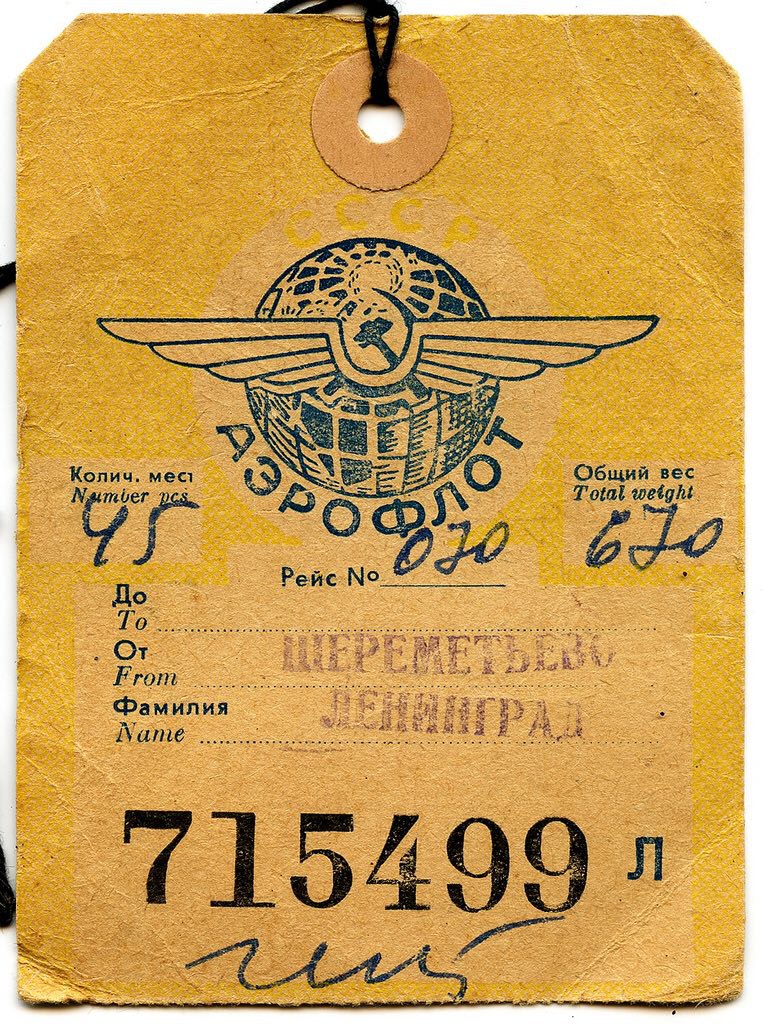 СССР
АЭРОФЛОТ
Колич. мест
Number pcs
45
Общий вес
Total weight
670
Рейс No 070
До
To
От
From
ШЕРЕМЕТЬЕВО
Фамилия
Name
ЛЕНИНГРАД
715499 Л